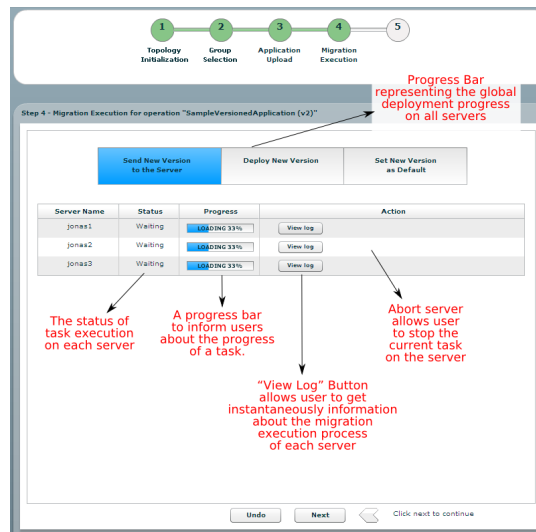 1 2 3 4 5
Topology Initialization
Group Selection
Application Upload
Migration Execution
Progress Bar
representing the global
deployment progress
on all servers
Step 4 - Migration Execution for operation "SampleVersionedApplication (v2)"
Send New Version to the Server
Deploy New Version
Set New Version as Default
Server Name Status Progress Action
jonas1 Waiting LOADING 33% View log
jonas2 Waiting LOADING 33% View log
jonas3 Waiting LOADING 33% View log
The status of
task execution
on each server
A progress bar
to inform users
about the progress
of a task.
Abort server
allows user
to stop the
current task
on the server
“View Log” Button
allows user to get
instantaneously information
about the migration
execution process
of each server
Undo Next Click next to continue